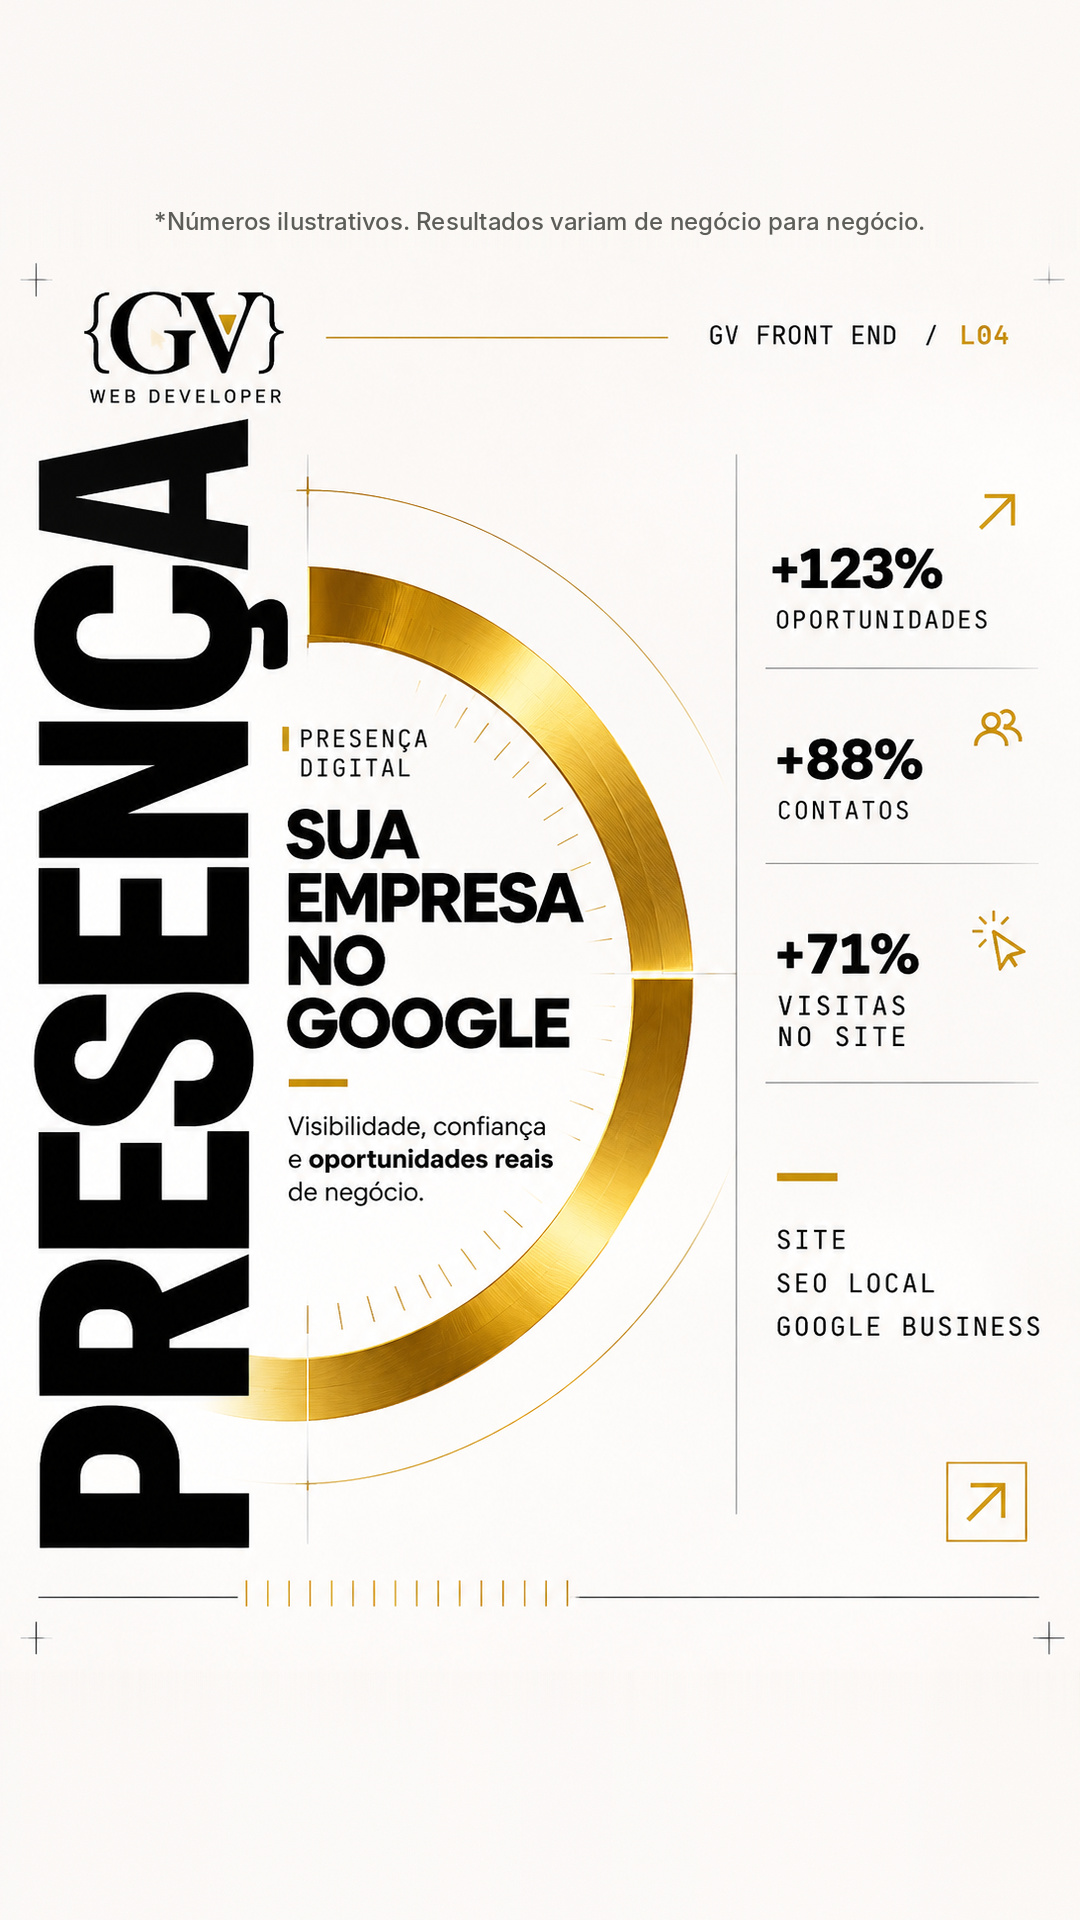 *Números ilustrativos. Resultados variam de negócio para negócio.
{GV}
WEB DEVELOPER
GV FRONT END / L04
PRESENÇA
PRESENÇA
DIGITAL
SUA
EMPRESA
NO
GOOGLE
Visibilidade, confiança
e oportunidades reais
de negócio.
+123%
OPORTUNIDADES
+88%
CONTATOS
+71%
VISITAS
NO SITE
SITE
SEO LOCAL
GOOGLE BUSINESS